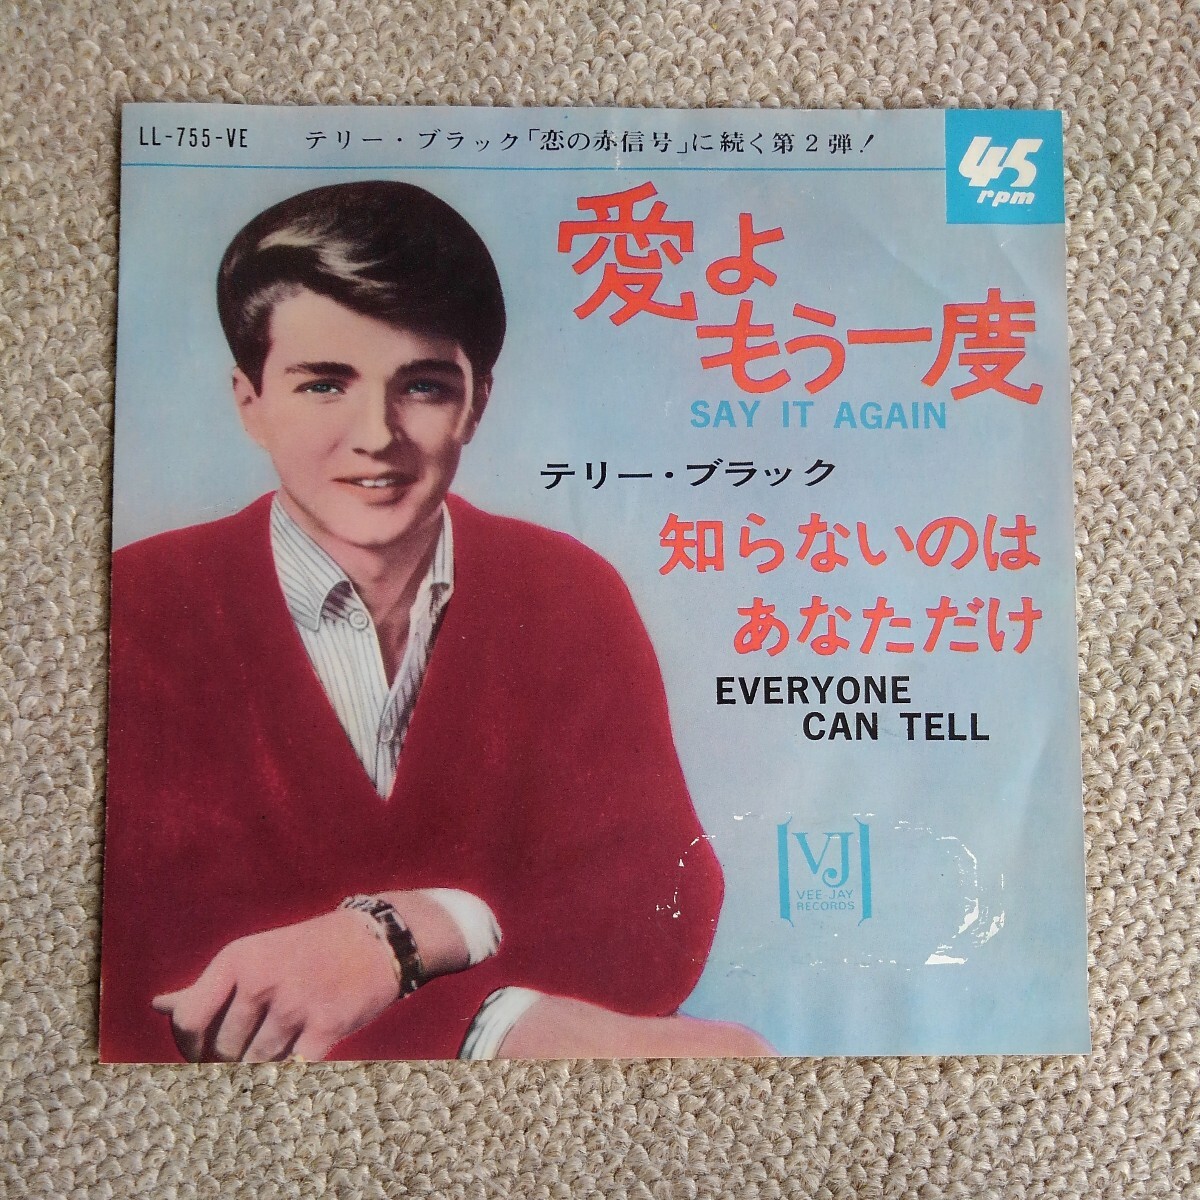 LL-755-VE テリー・ブラック「恋の赤信号」に続く第2弾!
45
rpm
愛よ
もう一度
SAY IT AGAIN
テリー・ブラック
知らないのは
あなただけ
EVERYONE
CAN TELL
VJ
VEE-JAY
RECORDS